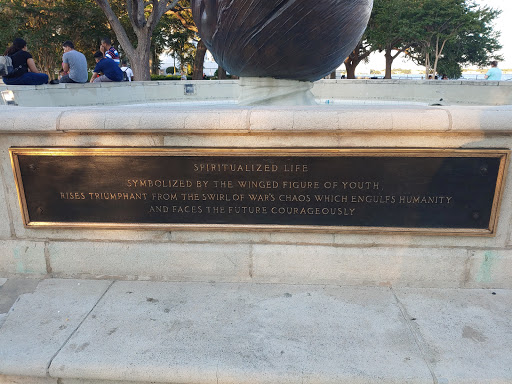 SPIRITUALIZED LIFE
SYMBOLIZED BY THE WINGED FIGURE OF YOUTH
RISES TRIUMPHANT FROM THE SWIRL OF WAR'S CHAOS WHICH ENGULFS HUMANITY
AND FACES THE FUTURE COURAGEOUSLY